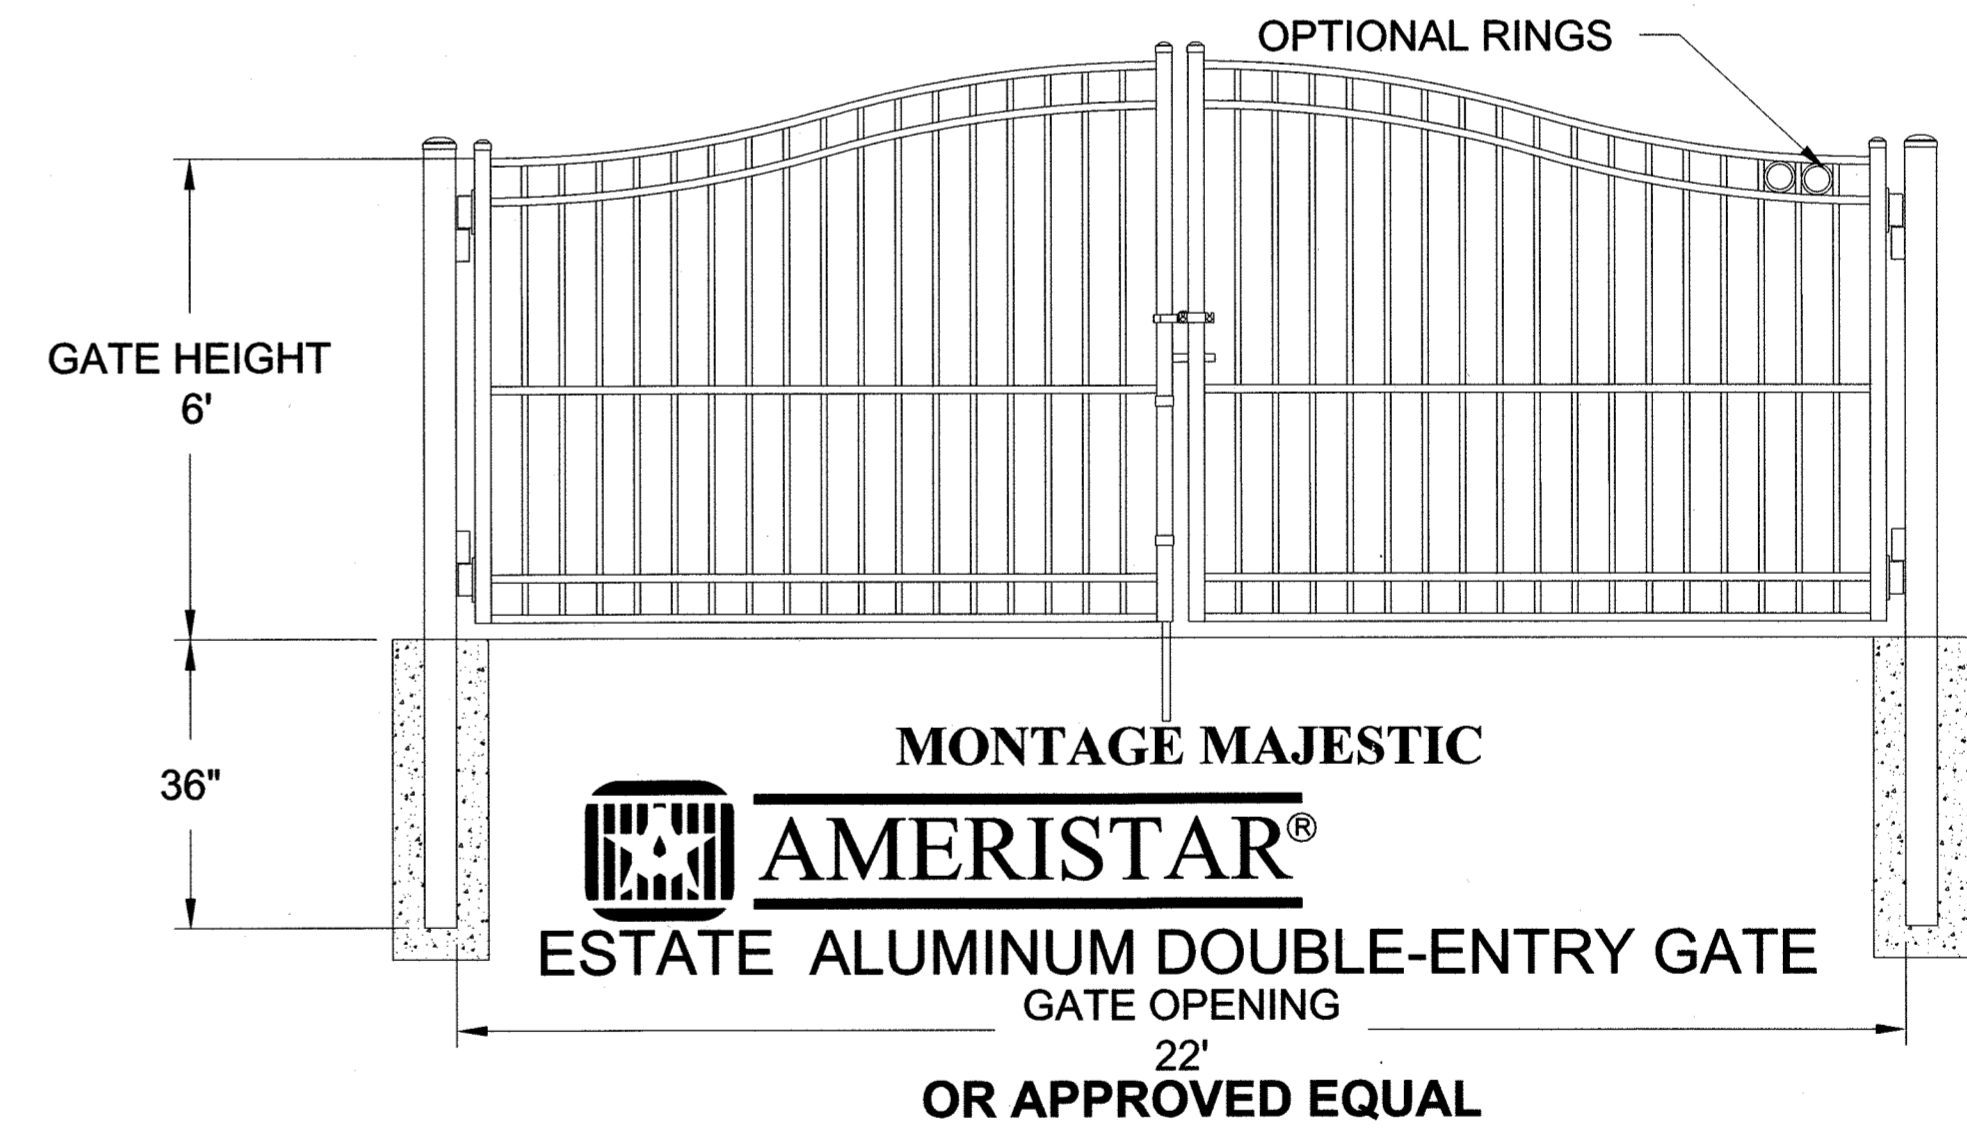 OPTIONAL RINGS
GATE HEIGHT
6'
36"
MONTAGE MAJESTIC
AMERISTAR®
ESTATE ALUMINUM DOUBLE-ENTRY GATE
GATE OPENING
22'
OR APPROVED EQUAL